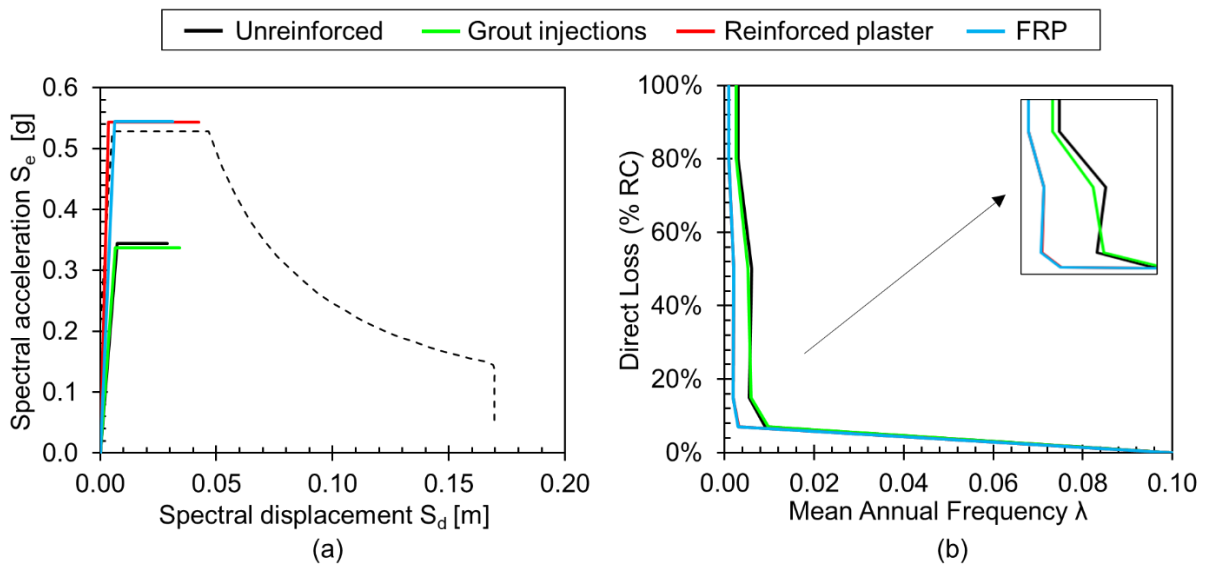 Unreinforced Grout injections Reinforced plaster FRP
Spectral acceleration Se [g]
0.6
0.5
0.4
0.3
0.2
0.1
0.0
0.00 0.05 0.10 0.15 0.20
Spectral displacement Sd [m]
(a)
Direct Loss (% RC)
100%
80%
60%
40%
20%
0%
0.00 0.02 0.04 0.06 0.08 0.10
Mean Annual Frequency λ
(b)